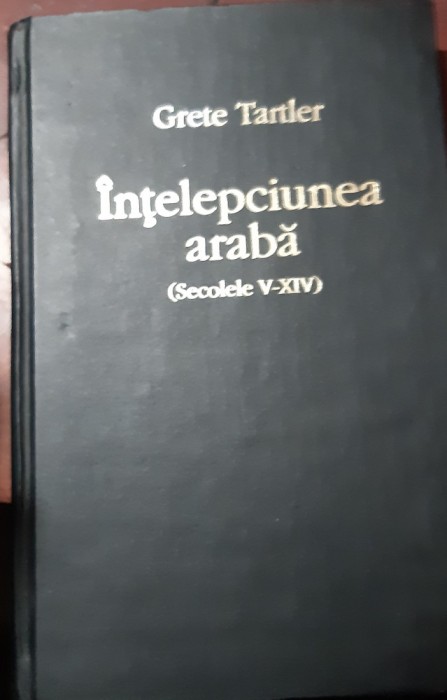 Grete Tartler
Înţelepciunea
arabă
(Secolele V-XIV)